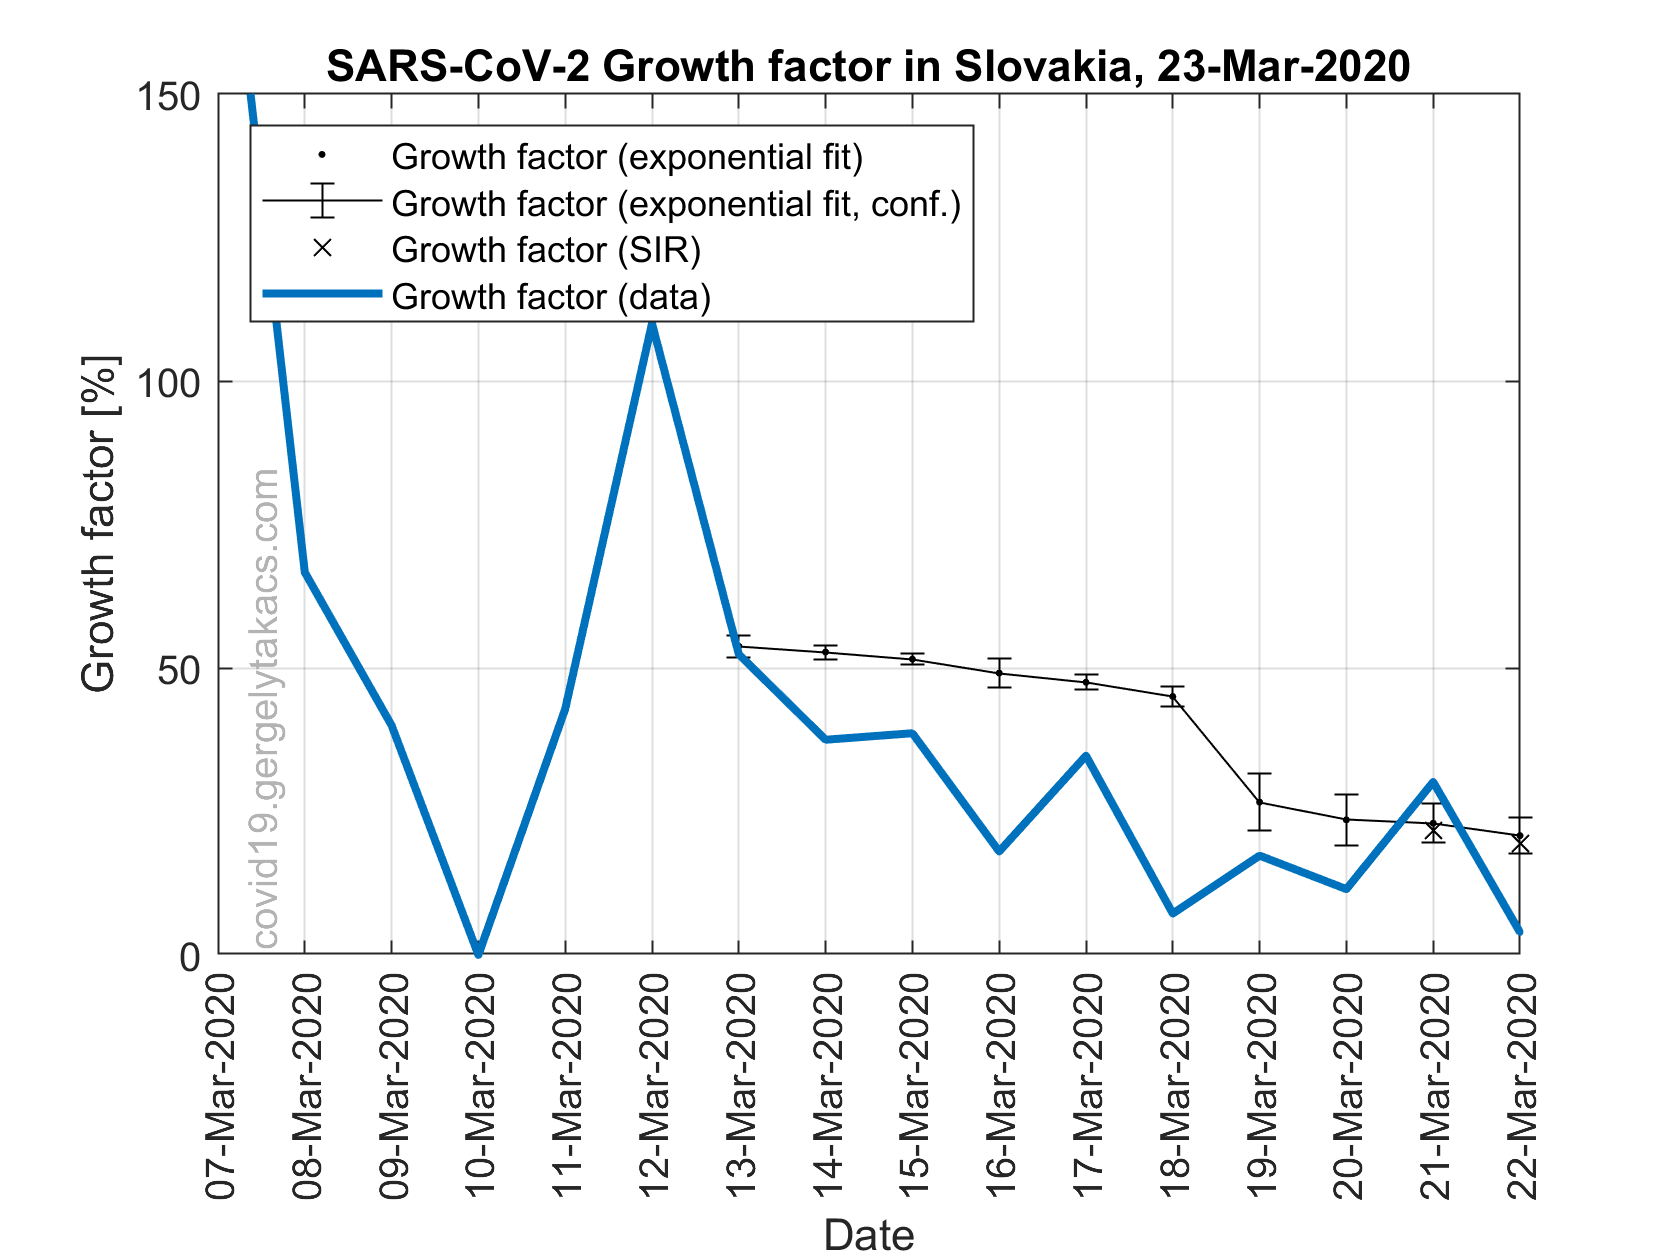 SARS-CoV-2 Growth factor in Slovakia, 23-Mar-2020
150
100
50
0
Growth factor [%]
Growth factor (exponential fit)
Growth factor (exponential fit, conf.)
Growth factor (SIR)
Growth factor (data)
covid19.gergelytakacs.com
07-Mar-2020
08-Mar-2020
09-Mar-2020
10-Mar-2020
11-Mar-2020
12-Mar-2020
13-Mar-2020
14-Mar-2020
15-Mar-2020
16-Mar-2020
17-Mar-2020
18-Mar-2020
19-Mar-2020
20-Mar-2020
21-Mar-2020
22-Mar-2020
Date